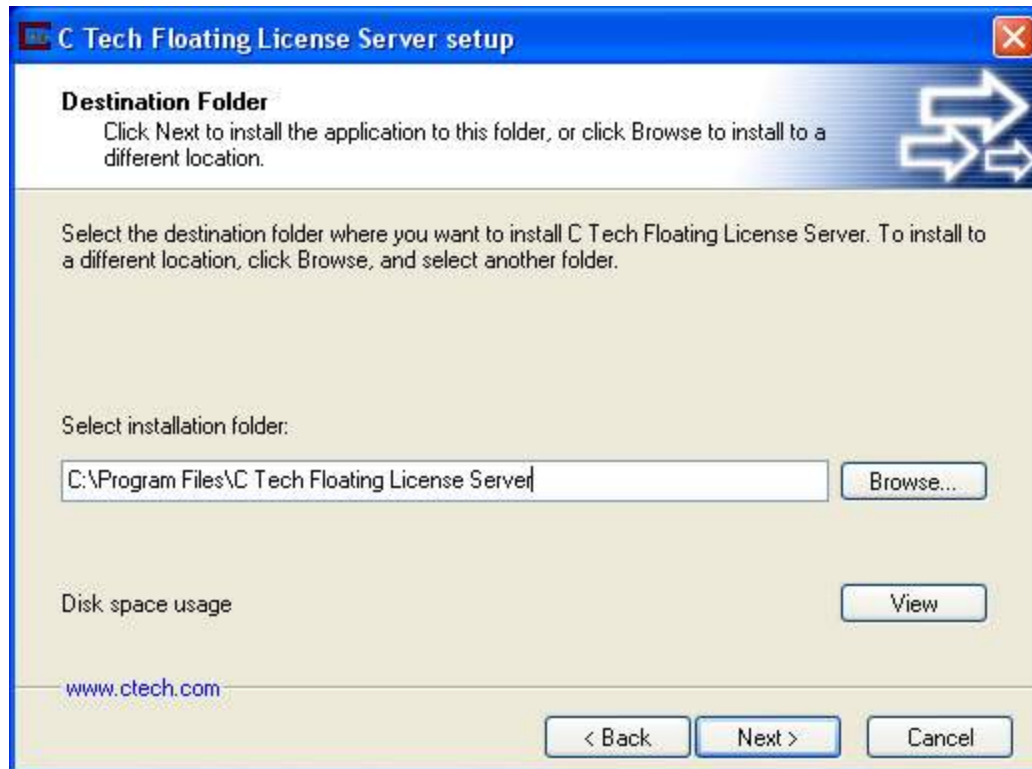 C Tech Floating License Server setup
Destination Folder
Click Next to install the application to this folder, or click Browse to install to a
different location.
Select the destination folder where you want to install C Tech Floating License Server. To install to
a different location, click Browse, and select another folder.
Select installation folder:
C:\Program Files\C Tech Floating License Server
Browse...
Disk space usage
View
www.ctech.com
< Back
Next >
Cancel